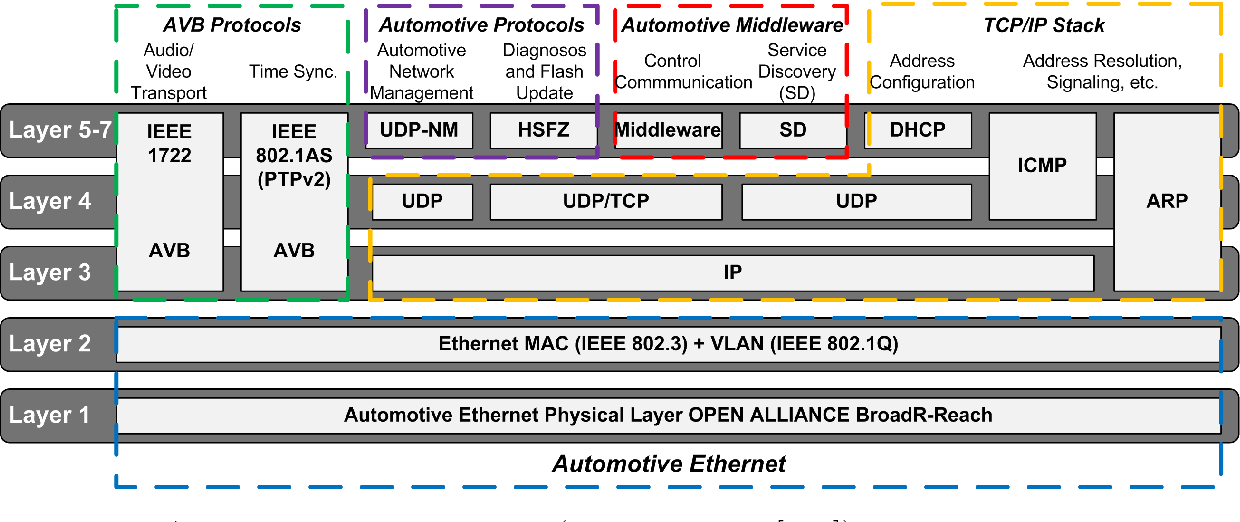 AVB Protocols
Automotive Protocols
Automotive Middleware
TCP/IP Stack
Audio/
Video
Transport
Time Sync.
Automotive
Network
Management
Diagnosos
and Flash
Update
Control
Commmunication
Service
Discovery
(SD)
Address
Configuration
Address Resolution,
Signaling, etc.
Layer 5-7
IEEE
1722
AVB
IEEE
802.1AS
(PTPv2)
AVB
UDP-NM
HSFZ
Middleware
SD
DHCP
ICMP
ARP
Layer 4
UDP
UDP/TCP
UDP
Layer 3
IP
Layer 2
Ethernet MAC (IEEE 802.3) + VLAN (IEEE 802.1Q)
Layer 1
Automotive Ethernet Physical Layer OPEN ALLIANCE BroadR-Reach
Automotive Ethernet